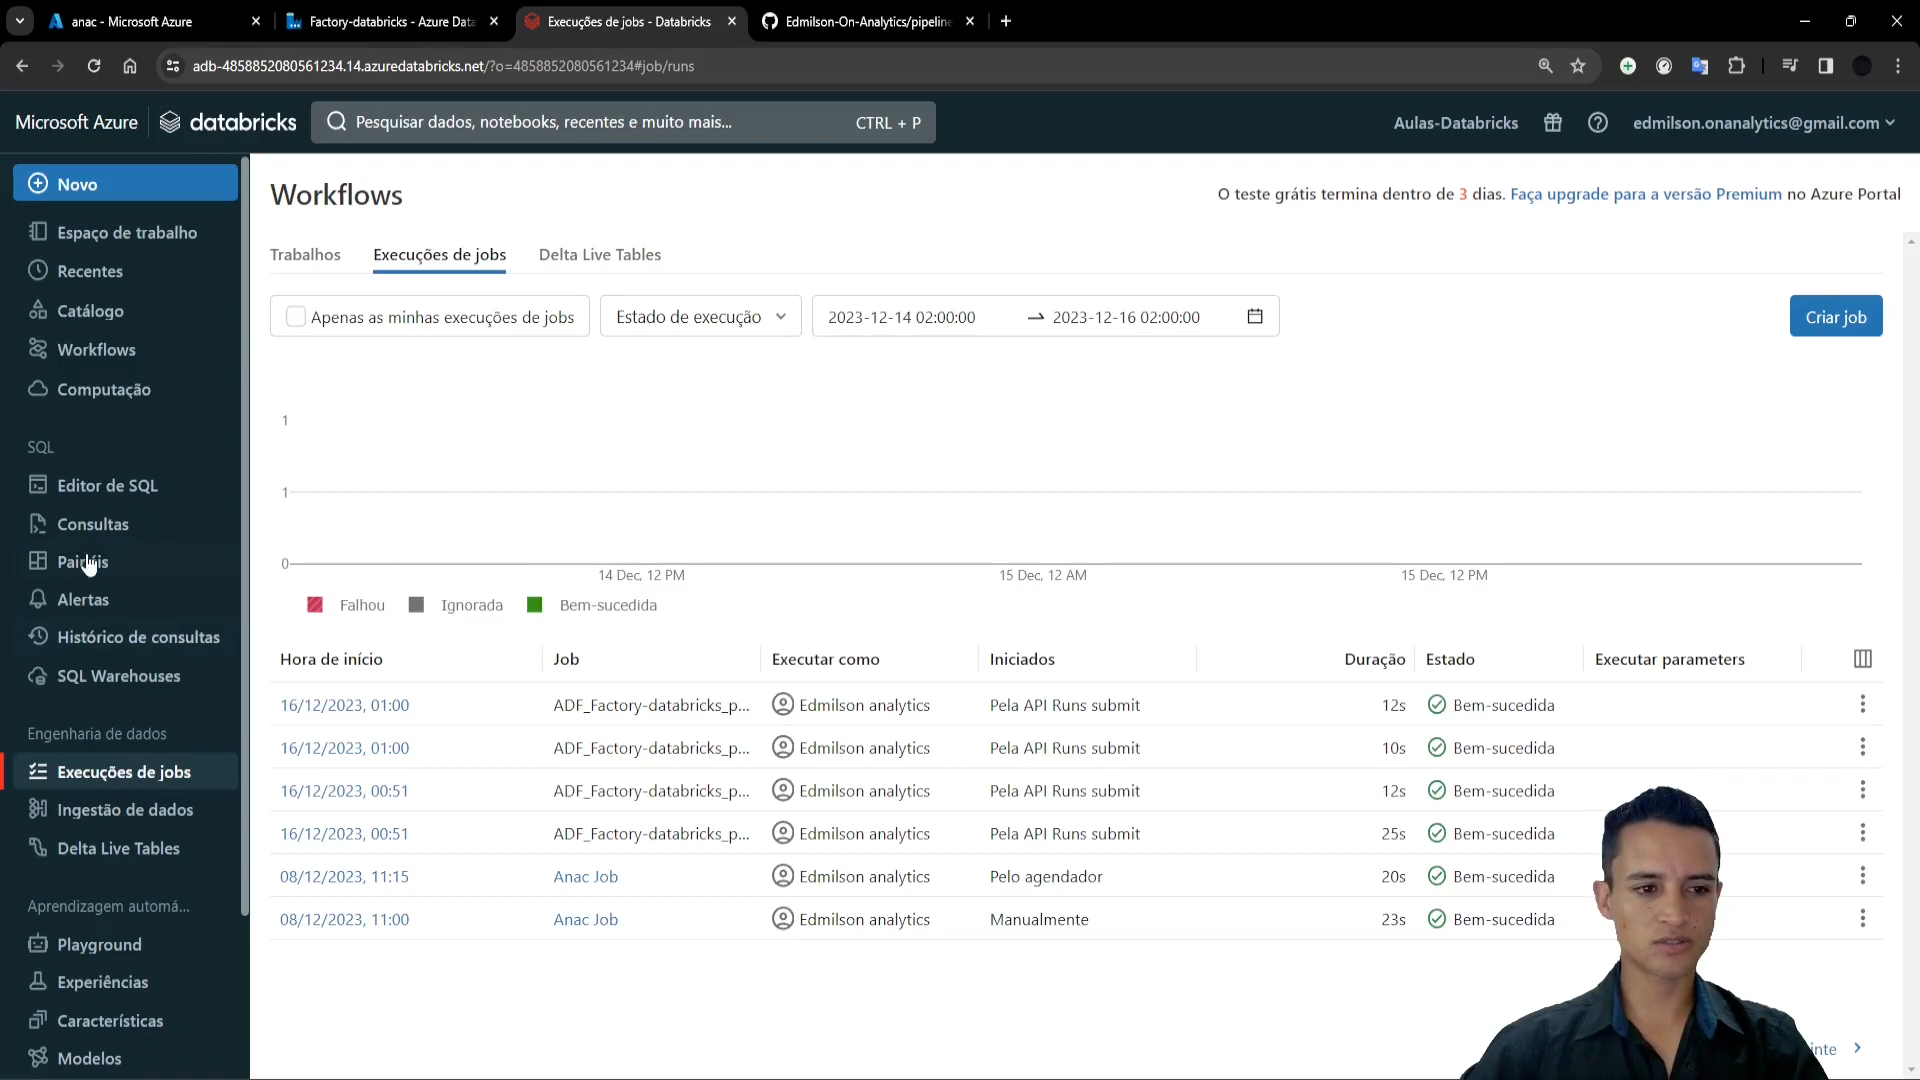 anac - Microsoft Azure
Factory-databricks - Azure Data
Execuções de jobs - Databricks
Edmilson-On-Analytics/pipeline
adb-4858852080561234.14.azuredatabricks.net/?o=4858852080561234#job/runs
Microsoft Azure
databricks
Pesquisar dados, notebooks, recentes e muito mais...
CTRL + P
Aulas-Databricks
edmilson.onanalytics@gmail.com
Novo
Espaço de trabalho
Recentes
Catálogo
Workflows
Computação
SQL
Editor de SQL
Consultas
Painéis
Alertas
Histórico de consultas
SQL Warehouses
Engenharia de dados
Execuções de jobs
Ingestão de dados
Delta Live Tables
Aprendizagem automá...
Playground
Experiências
Características
Modelos
Workflows
O teste grátis termina dentro de 3 dias. Faça upgrade para a versão Premium no Azure Portal
Trabalhos
Execuções de jobs
Delta Live Tables
Apenas as minhas execuções de jobs
Estado de execução
2023-12-14 02:00:00
2023-12-16 02:00:00
Criar job
1
1
0
14 Dec, 12 PM
15 Dec, 12 AM
15 Dec, 12 PM
Falhou
Ignorada
Bem-sucedida
Hora de início Job Executar como Iniciados Duração Estado Executar parameters
16/12/2023, 01:00 ADF_Factory-databricks_p... Edmilson analytics Pela API Runs submit 12s Bem-sucedida
16/12/2023, 01:00 ADF_Factory-databricks_p... Edmilson analytics Pela API Runs submit 10s Bem-sucedida
16/12/2023, 00:51 ADF_Factory-databricks_p... Edmilson analytics Pela API Runs submit 12s Bem-sucedida
16/12/2023, 00:51 ADF_Factory-databricks_p... Edmilson analytics Pela API Runs submit 25s Bem-sucedida
08/12/2023, 11:15 Anac Job Edmilson analytics Pelo agendador 20s Bem-sucedida
08/12/2023, 11:00 Anac Job Edmilson analytics Manualmente 23s Bem-sucedida